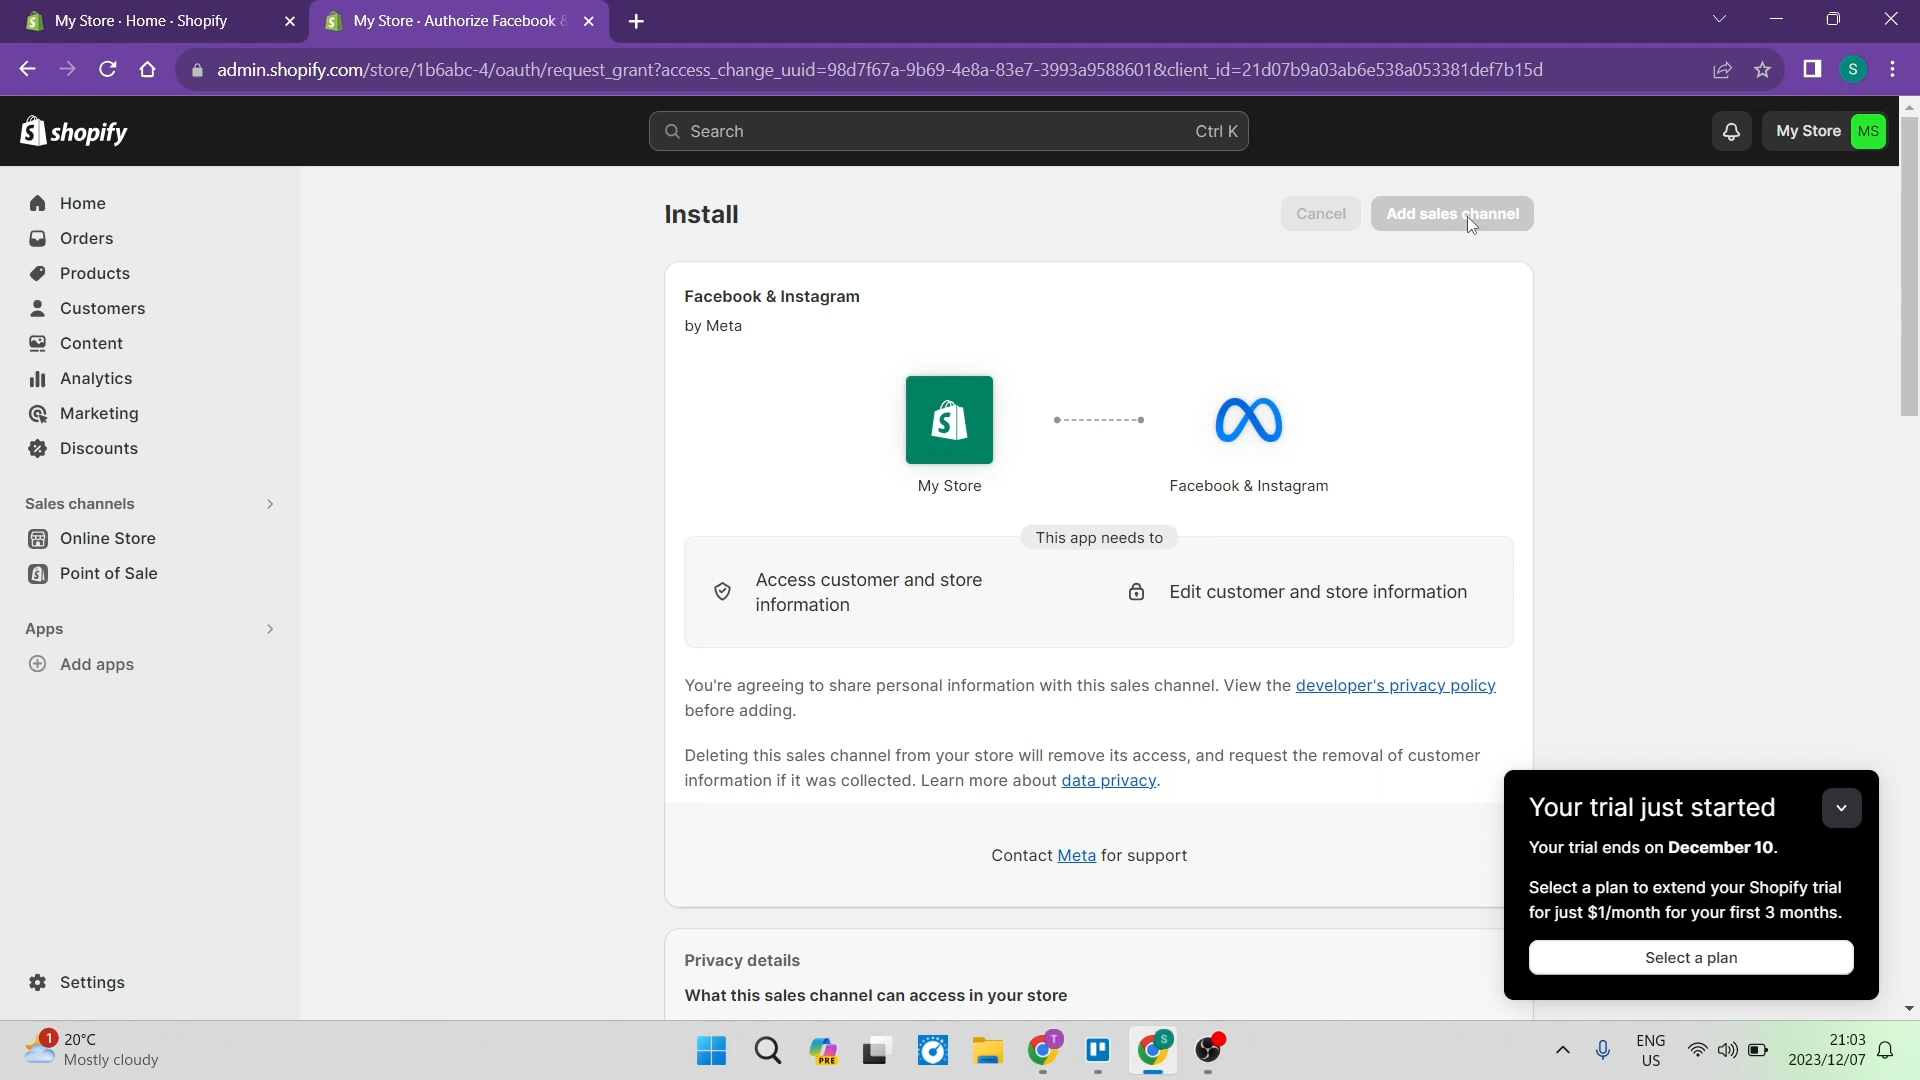 My Store · Home · Shopify
My Store · Authorize Facebook &
admin.shopify.com/store/1b6abc-4/oauth/request_grant?access_change_uuid=98d7f67a-9b69-4e8a-83e7-3993a9588601&client_id=21d07b9a03ab6e538a053381def7b15d
S
shopify
Search
Ctrl K
My Store
MS
Home
Orders
Products
Customers
Content
Analytics
Marketing
Discounts
Sales channels
Online Store
Point of Sale
Apps
Add apps
Settings
Install
Cancel
Add sales channel
Facebook & Instagram
by Meta
My Store
Facebook & Instagram
This app needs to
Access customer and store
information
Edit customer and store information
You're agreeing to share personal information with this sales channel. View the developer's privacy policy
before adding.
Deleting this sales channel from your store will remove its access, and request the removal of customer
information if it was collected. Learn more about data privacy.
Contact Meta for support
Privacy details
What this sales channel can access in your store
Your trial just started
Your trial ends on December 10.
Select a plan to extend your Shopify trial
for just $1/month for your first 3 months.
Select a plan
1
20°C
Mostly cloudy
PRE
T
S
ENG
US
21:03
2023/12/07